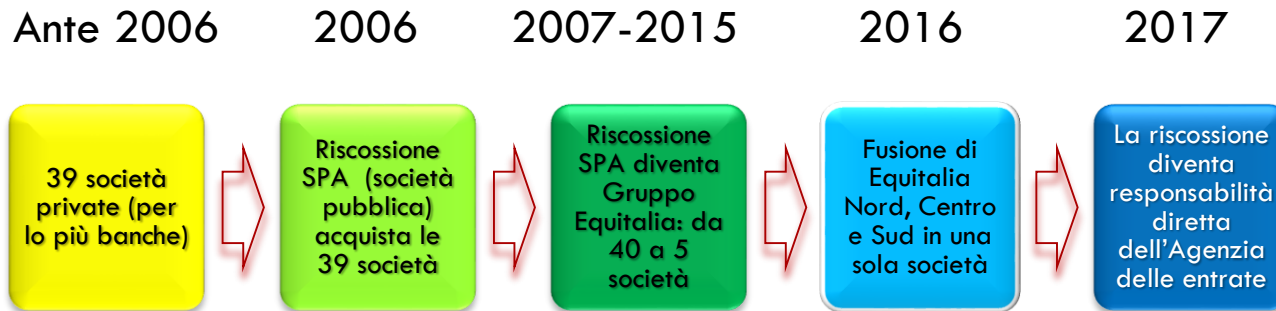 Ante 2006
2006
2007-2015
2016
2017
39 società
private (per
lo più banche)
Riscossione
SPA (società
pubblica)
acquista le
39 società
Riscossione
SPA diventa
Gruppo
Equitalia: da
40 a 5
società
Fusione di
Equitalia
Nord, Centro
e Sud in una
sola società
La riscossione
diventa
responsabilità
diretta
dell'Agenzia
delle entrate